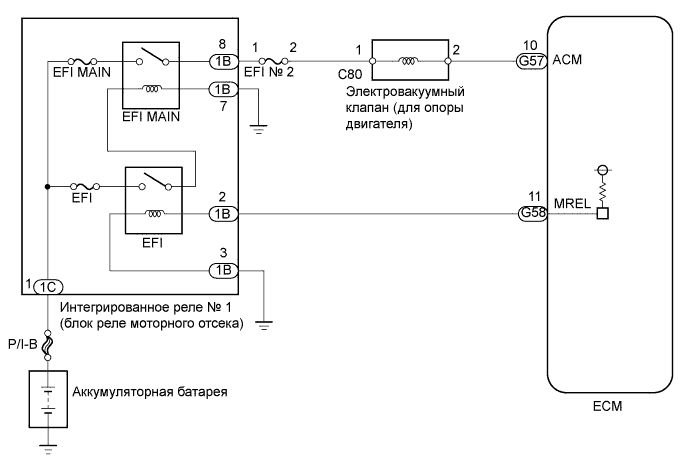 8
1 2
1 2
10
EFI MAIN
1B
EFI № 2
C80
G57
ACM
1B
7
EFI MAIN
Электровакуумный
клапан (для опоры
двигателя)
EFI
2
1B
11
G58
MREL
EFI
3
1B
1
1C
Интегрированное реле № 1
(блок реле моторного отсека)
P/I-B
Аккумуляторная батарея
ECM